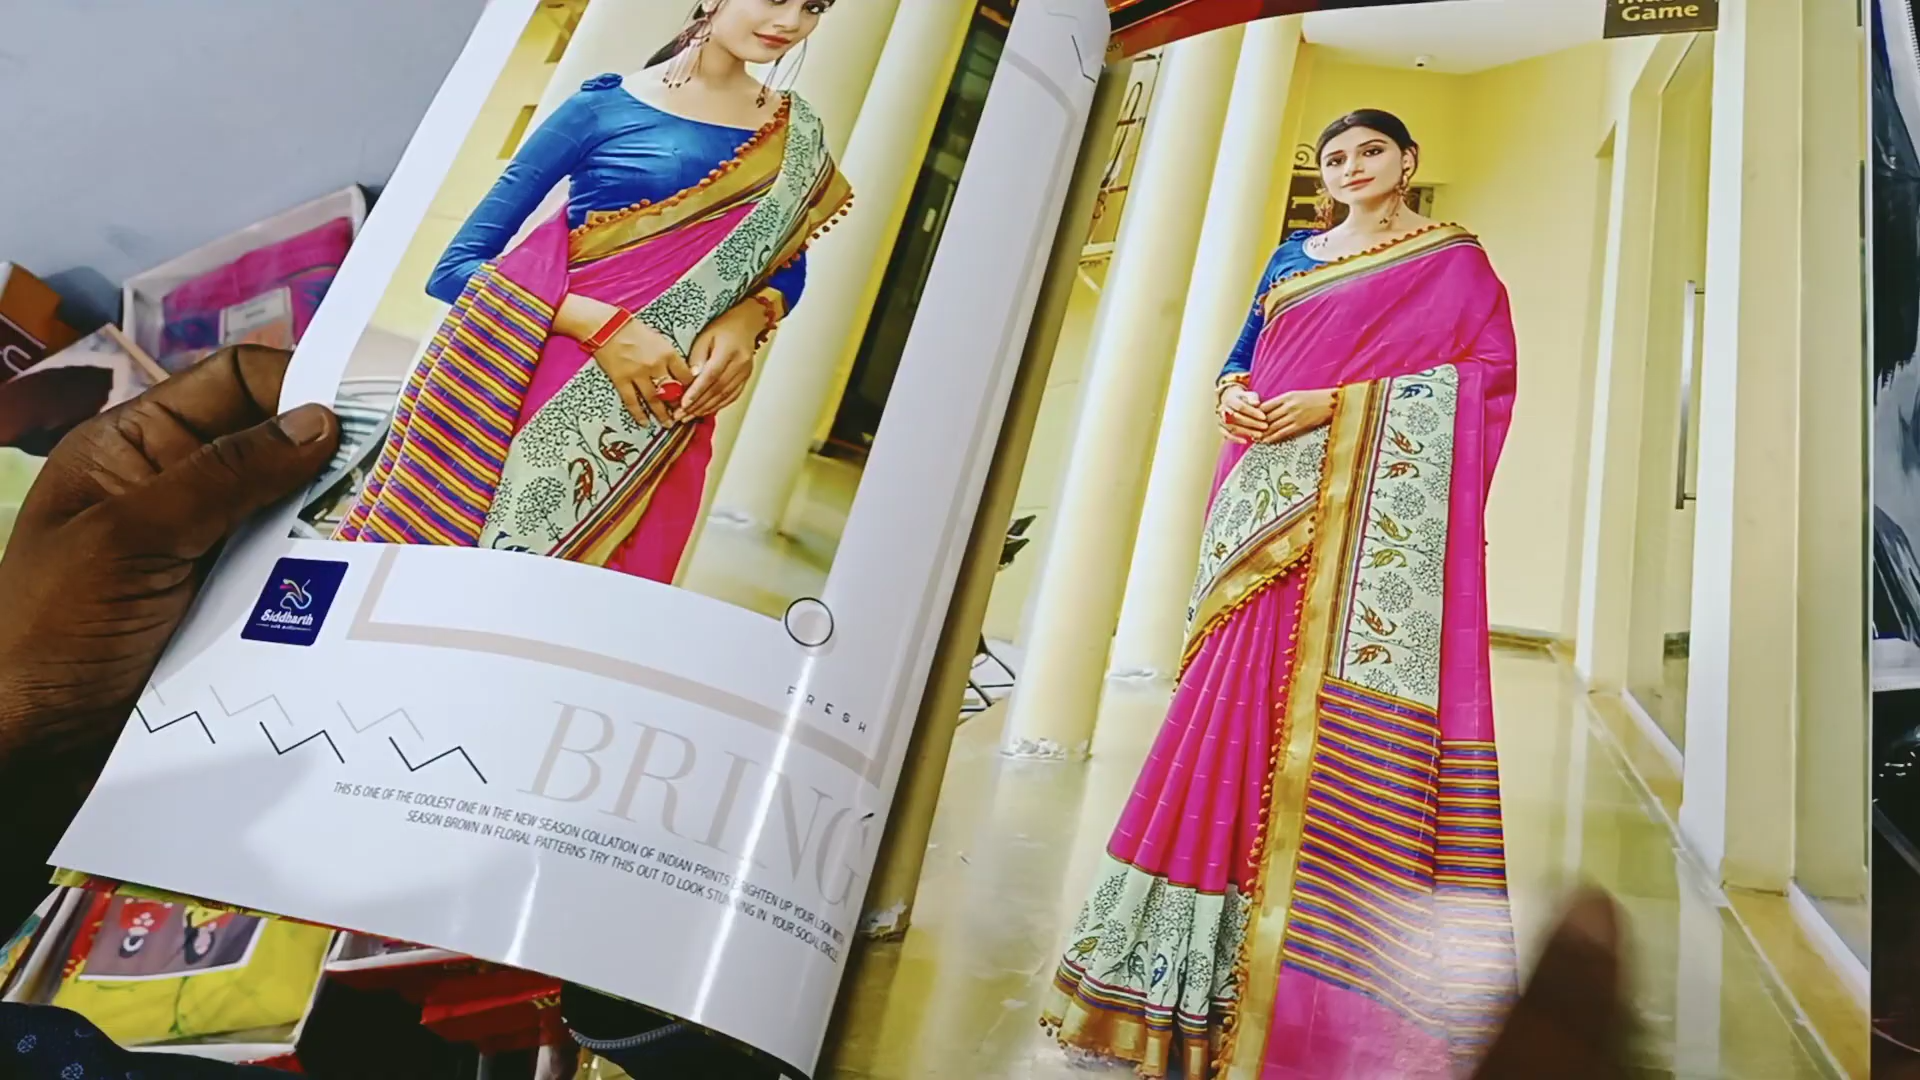 Game
Siddharth
FRESH
BRING
THIS IS ONE OF THE COOLEST ONE IN THE NEW SEASON COLLATION OF INDIAN PRINTS BRIGHTEN UP YOUR LOOK WITH
SEASON BROWN IN FLORAL PATTERNS TRY THIS OUT TO LOOK STUNNING IN YOUR SOCIAL CIRCLE